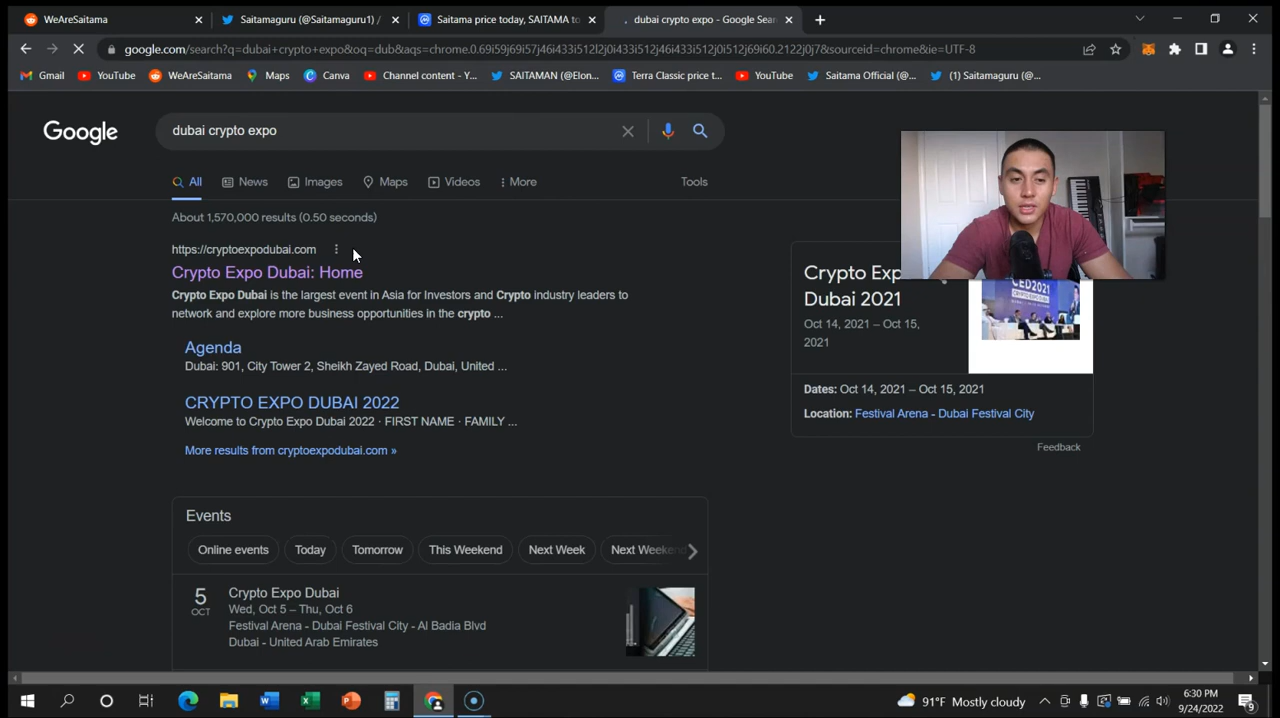 WeAreSaitama
Saitamaguru (@Saitamaguru1) /
Saitama price today, SAITAMA to
dubai crypto expo - Google Sear
google.com/search?q=dubai+crypto+expo&oq=dub&aqs=chrome.0.69i59j69i57j46i433i512l2j0i433i512j46i433i512j0i512j69i60.2122j0j7&sourceid=chrome&ie=UTF-8
Gmail
YouTube
WeAreSaitama
Maps
Canva
Channel content - Y...
SAITAMAN (@Elon...
Terra Classic price t...
YouTube
Saitama Official (@...
(1) Saitamaguru (@...
Google
dubai crypto expo
All
News
Images
Maps
Videos
More
Tools
About 1,570,000 results (0.50 seconds)
https://cryptoexpodubai.com
Crypto Expo Dubai: Home
Crypto Expo Dubai is the largest event in Asia for Investors and Crypto industry leaders to
network and explore more business opportunities in the crypto ...
Agenda
Dubai: 901, City Tower 2, Sheikh Zayed Road, Dubai, United ...
CRYPTO EXPO DUBAI 2022
Welcome to Crypto Expo Dubai 2022 · FIRST NAME · FAMILY ...
More results from cryptoexpodubai.com »
Crypto Exp
Dubai 2021
Oct 14, 2021 – Oct 15,
2021
CED2021
CRYPTO EXPO DUBAI
Dates: Oct 14, 2021 – Oct 15, 2021
Location: Festival Arena - Dubai Festival City
Feedback
Events
Online events
Today
Tomorrow
This Weekend
Next Week
Next Weekend
5
OCT
Crypto Expo Dubai
Wed, Oct 5 – Thu, Oct 6
Festival Arena - Dubai Festival City - Al Badia Blvd
Dubai - United Arab Emirates
91°F Mostly cloudy
6:30 PM
9/24/2022
9